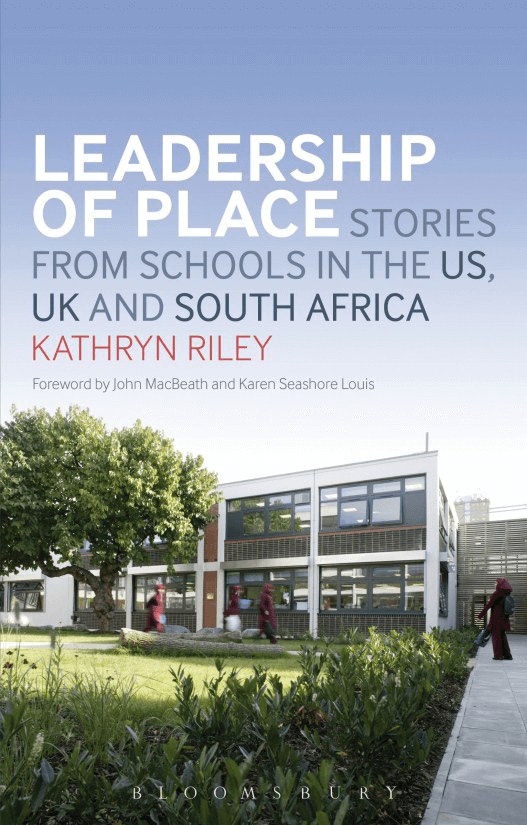 LEADERSHIP
OF PLACE STORIES
FROM SCHOOLS IN THE US,
UK AND SOUTH AFRICA
KATHRYN RILEY
Foreword by John MacBeath and Karen Seashore Louis
BLOOMSBURY